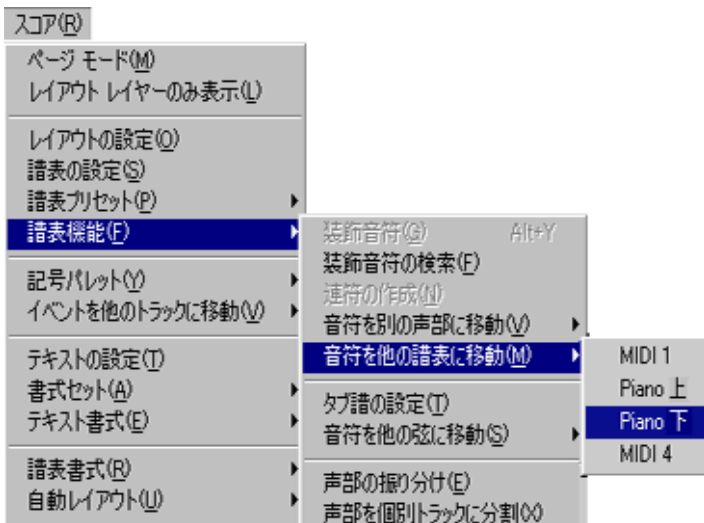 スコア(R)
ページ モード(M)
レイアウト レイヤーのみ表示(L)
レイアウトの設定(O)
譜表の設定(S)
譜表プリセット(P)
譜表機能(F)
記号パレット(Y)
イベントを他のトラックに移動(V)
テキストの設定(T)
書式セット(A)
テキスト書式(E)
譜表書式(R)
自動レイアウト(U)
装飾音符(G) Alt+Y
装飾音符の検索(F)
連符の作成(N)
音符を別の声部に移動(V)
音符を他の譜表に移動(M)
タブ譜の設定(T)
音符を他の弦に移動(S)
声部の振り分け(E)
声部を個別トラックに分割(X)
MIDI 1
Piano 上
Piano 下
MIDI 4